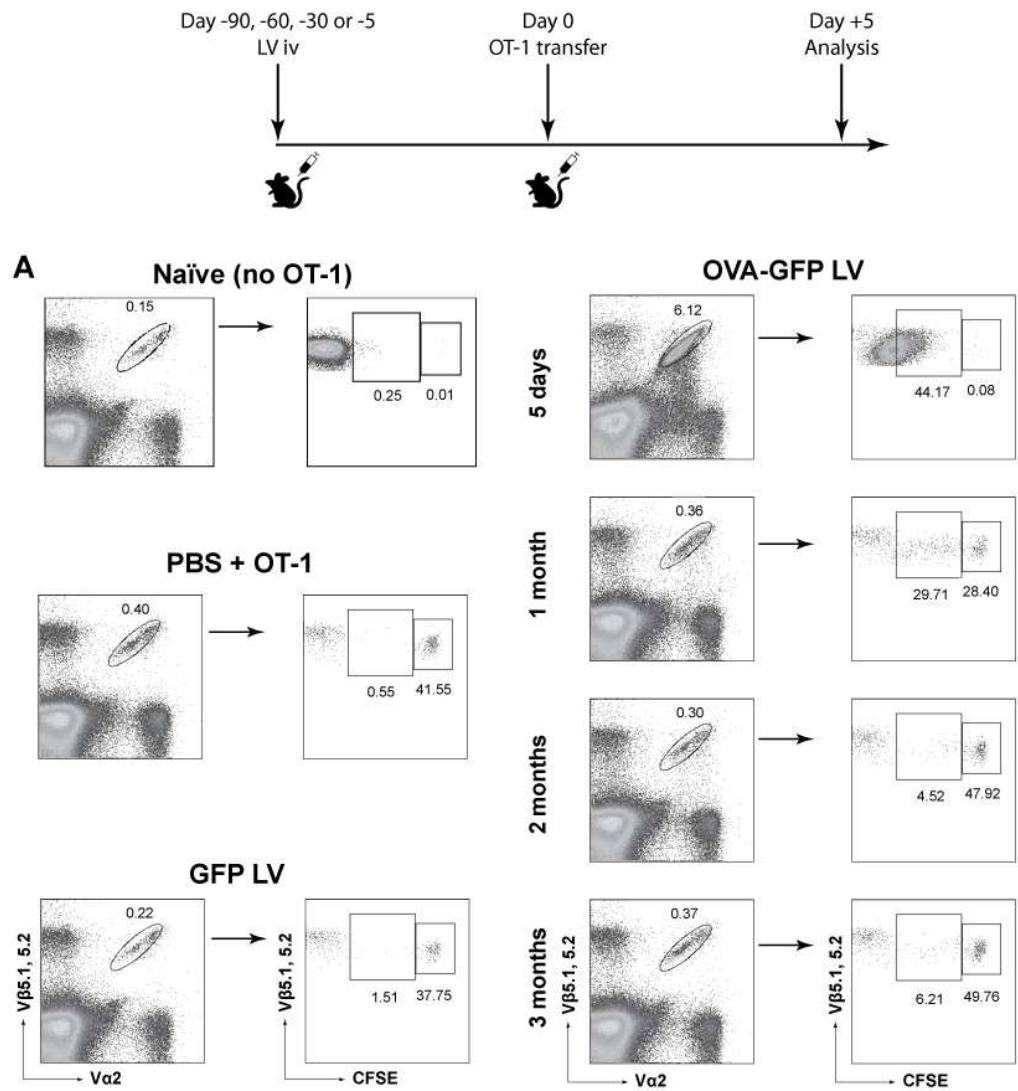 Day -90, -60, -30 or -5
LV iv
Day 0
OT-1 transfer
Day +5
Analysis
A
Naïve (no OT-1)
0.15
0.25 0.01
PBS + OT-1
0.40
0.55 41.55
GFP LV
0.22
1.51 37.75
Vβ5.1, 5.2
Vα2
Vβ5.1, 5.2
CFSE
OVA-GFP LV
5 days
6.12
44.17 0.08
1 month
0.36
29.71 28.40
2 months
0.30
4.52 47.92
3 months
0.37
6.21 49.76
Vβ5.1, 5.2
Vα2
Vβ5.1, 5.2
CFSE